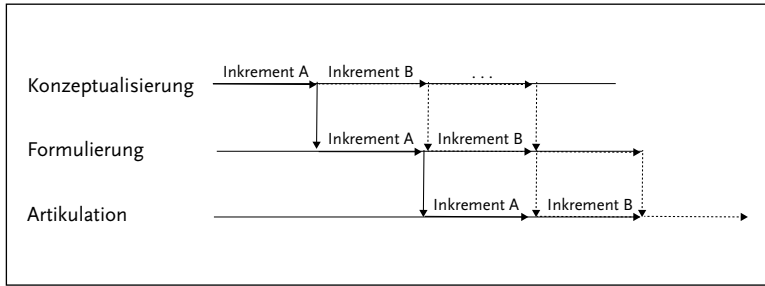 Inkrement A Inkrement B . . .
Konzeptualisierung
Inkrement A Inkrement B
Formulierung
Inkrement A Inkrement B
Artikulation